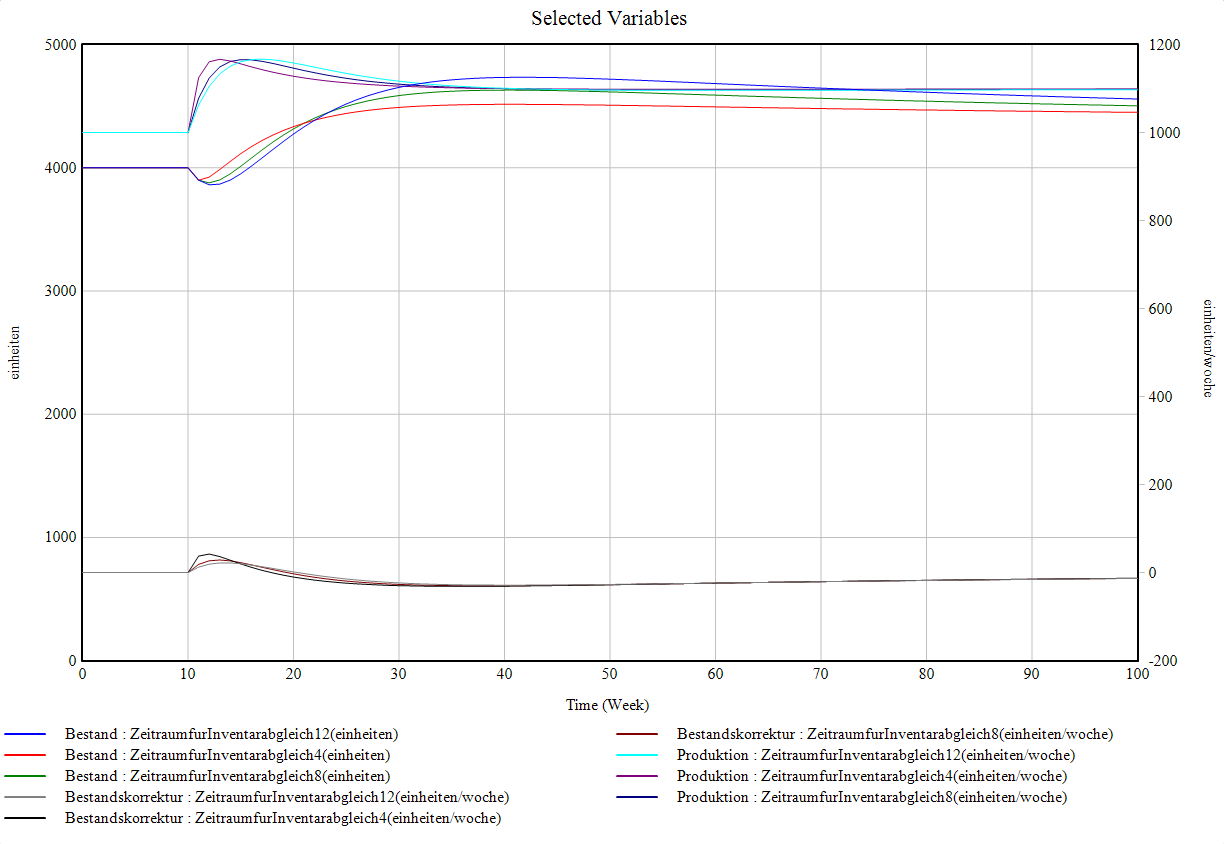 Selected Variables
5000
4000
3000
2000
1000
0
einheiten
1200
1000
800
600
400
200
0
-200
einheiten/woche
0 10 20 30 40 50 60 70 80 90 100
Time (Week)
Bestand : ZeitraumfurInventarabgleich12(einheiten)
Bestand : ZeitraumfurInventarabgleich4(einheiten)
Bestand : ZeitraumfurInventarabgleich8(einheiten)
Bestandskorrektur : ZeitraumfurInventarabgleich12(einheiten/woche)
Bestandskorrektur : ZeitraumfurInventarabgleich4(einheiten/woche)
Bestandskorrektur : ZeitraumfurInventarabgleich8(einheiten/woche)
Produktion : ZeitraumfurInventarabgleich12(einheiten/woche)
Produktion : ZeitraumfurInventarabgleich4(einheiten/woche)
Produktion : ZeitraumfurInventarabgleich8(einheiten/woche)